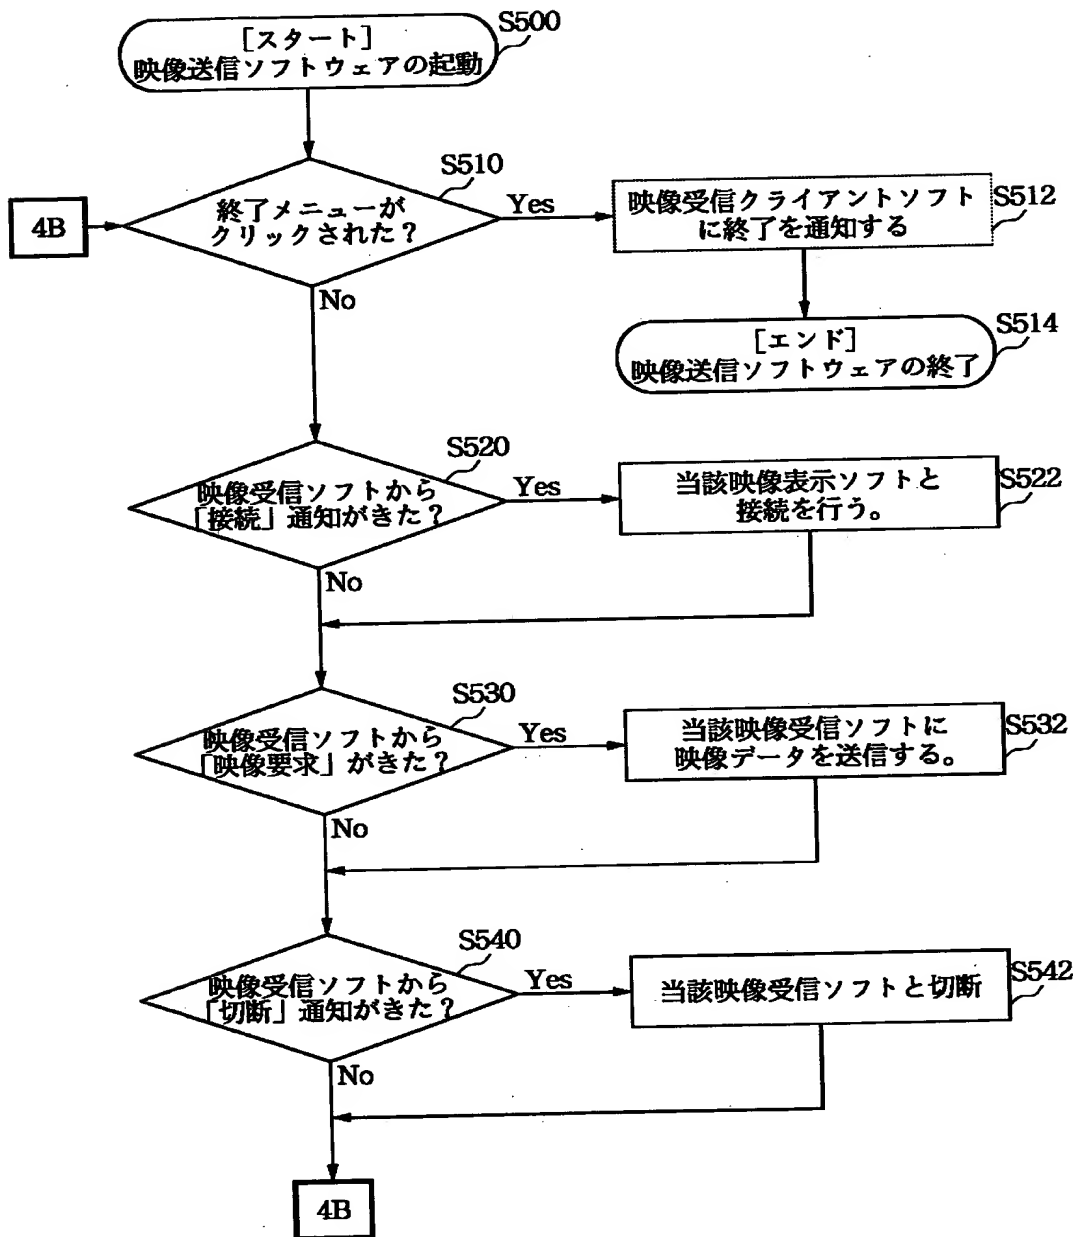 S500
[スタート]
映像送信ソフトウェアの起動
S510
終了メニューが
クリックされた？
Yes
4B
映像受信クライアントソフト
に終了を通知する
S512
No
S514
[エンド]
映像送信ソフトウェアの終了
S520
映像受信ソフトから
「接続」通知がきた？
Yes
当該映像表示ソフトと
接続を行う。
S522
No
S530
映像受信ソフトから
「映像要求」がきた？
Yes
当該映像受信ソフトに
映像データを送信する。
S532
No
S540
映像受信ソフトから
「切断」通知がきた？
Yes
当該映像受信ソフトと切断
S542
No
4B